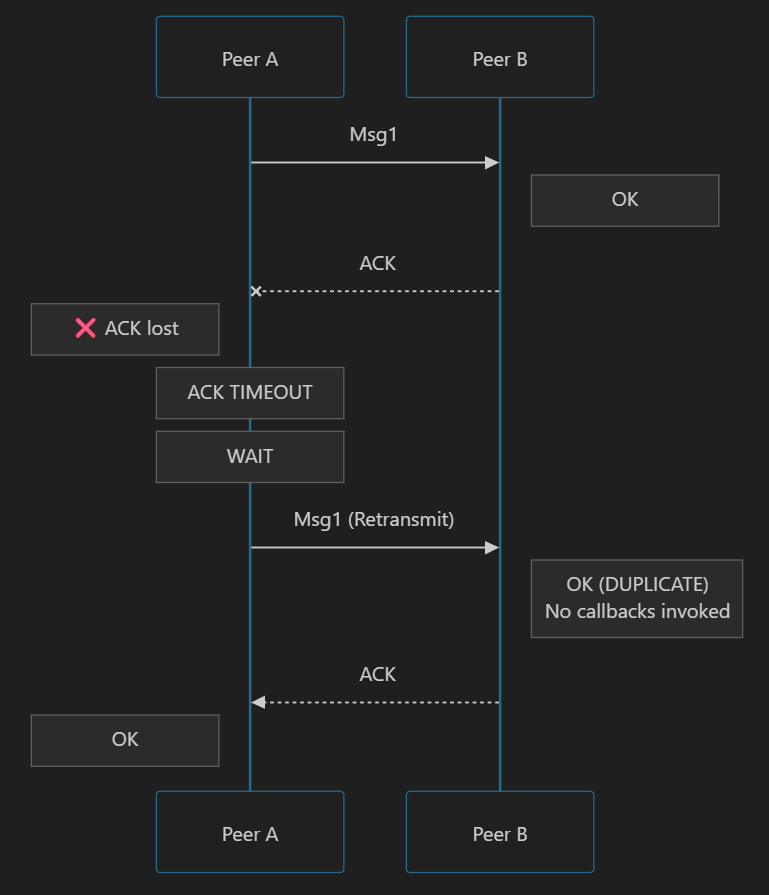 Peer A
Peer B
Msg1
OK
ACK
❌ ACK lost
ACK TIMEOUT
WAIT
Msg1 (Retransmit)
OK (DUPLICATE)
No callbacks invoked
ACK
OK
Peer A
Peer B